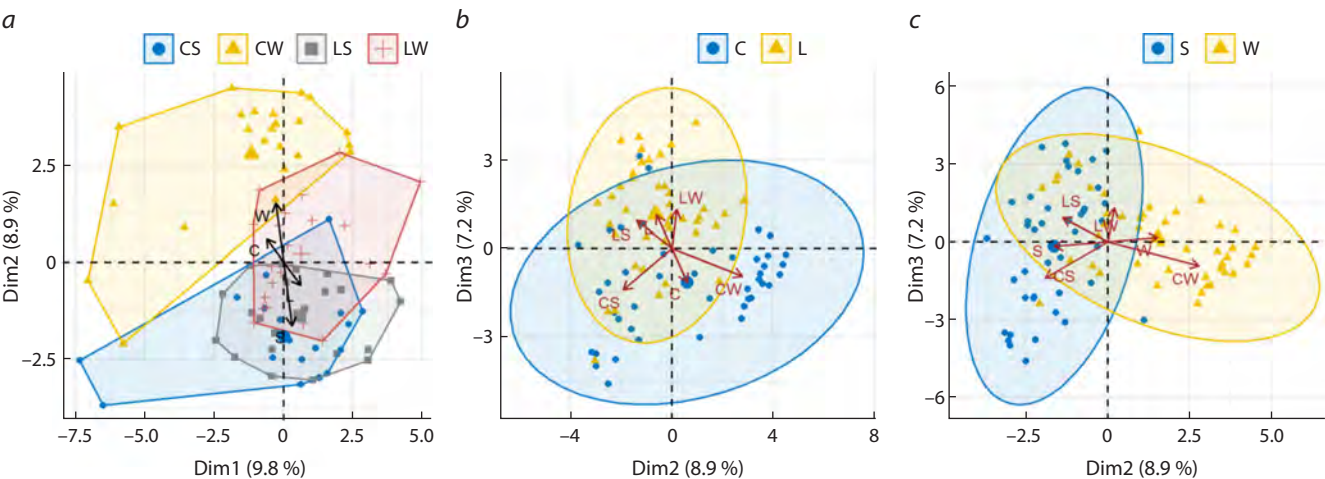 a
CS CW LS LW
Dim2 (8.9 %)
2.5
0
−2.5
W
C
S
−7.5 −5.0 −2.5 0 2.5 5.0
Dim1 (9.8 %)
b
C L
Dim3 (7.2 %)
3
0
−3
LW
LS L
CS C CW
−4 0 4 8
Dim2 (8.9 %)
c
S W
Dim3 (7.2 %)
6
3
0
−3
−6
LS
LW
S W
CS CW
−2.5 0 2.5 5.0
Dim2 (8.9 %)